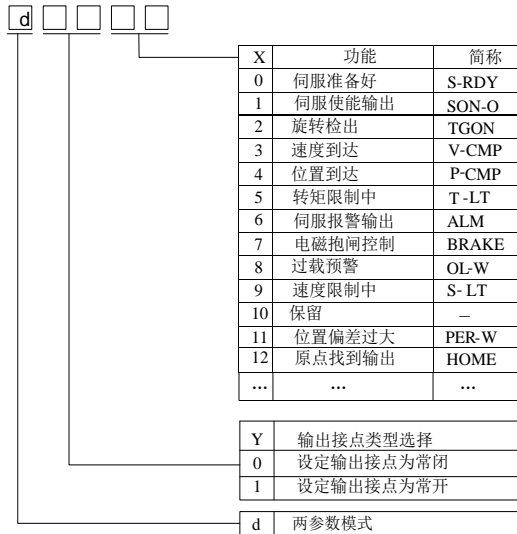 d
X 功能 简称
0 伺服准备好 S-RDY
1 伺服使能输出 SON-O
2 旋转检出 TGON
3 速度到达 V-CMP
4 位置到达 P-CMP
5 转矩限制中 T-LT
6 伺服报警输出 ALM
7 电磁抱闸控制 BRAKE
8 过载预警 OL-W
9 速度限制中 S-LT
10 保留 –
11 位置偏差过大 PER-W
12 原点找到输出 HOME
... ... ...
Y 输出接点类型选择
0 设定输出接点为常闭
1 设定输出接点为常开
d 两参数模式